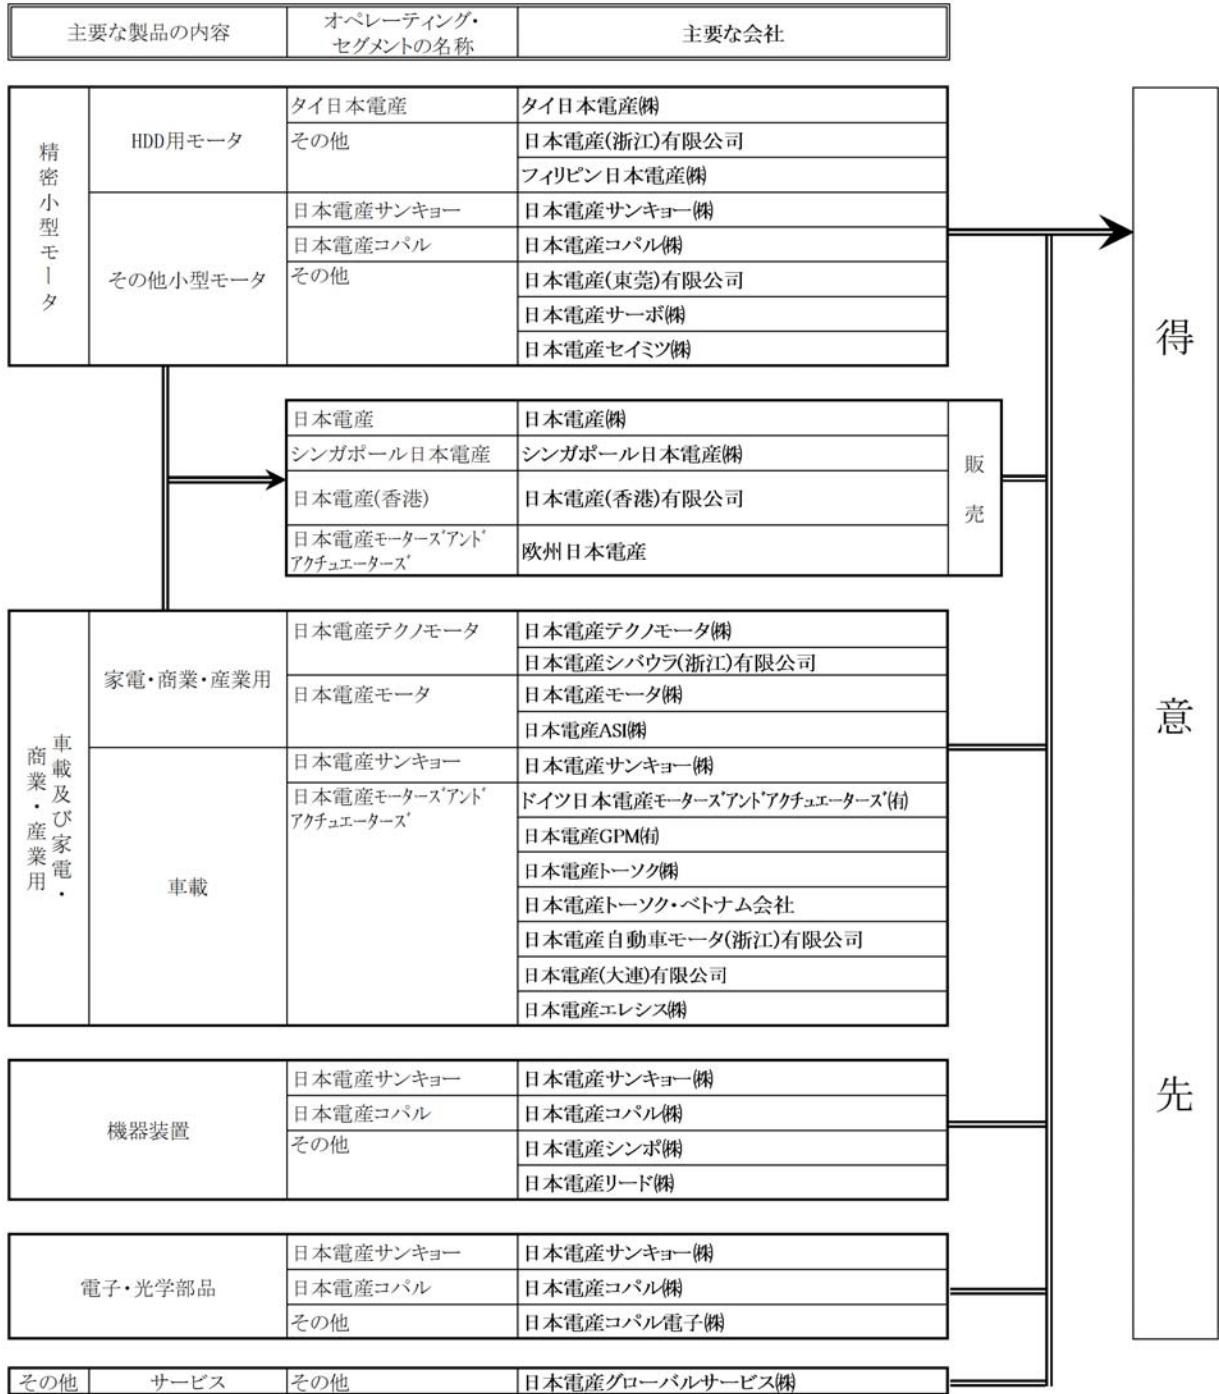 主要な製品の内容
オペレーティング・
セグメントの名称
主要な会社
精密小型モータ
HDD用モータ
タイ日本電産
タイ日本電産㈱
その他
日本電産(浙江)有限公司
フィリピン日本電産㈱
その他小型モータ
日本電産サンキョー
日本電産サンキョー㈱
日本電産コパル
日本電産コパル㈱
その他
日本電産(東莞)有限公司
日本電産サーボ㈱
日本電産セイミツ㈱
日本電産
日本電産㈱
シンガポール日本電産
シンガポール日本電産㈱
日本電産(香港)
日本電産(香港)有限公司
日本電産ﾓｰﾀｰｽﾞｱﾝﾄﾞ
ｱｸﾁｭｴｰﾀｰｽﾞ
欧州日本電産
販売
車載及び家電・
商業・産業用
家電・商業・産業用
日本電産テクノモータ
日本電産テクノモータ㈱
日本電産シバウラ(浙江)有限公司
日本電産モータ
日本電産モータ㈱
日本電産ASI㈱
車載
日本電産サンキョー
日本電産サンキョー㈱
日本電産ﾓｰﾀｰｽﾞｱﾝﾄﾞ
ｱｸﾁｭｴｰﾀｰｽﾞ
ドイツ日本電産ﾓｰﾀｰｽﾞｱﾝﾄﾞｱｸﾁｭｴｰﾀｰｽﾞ㈲
日本電産GPM㈲
日本電産トーソク㈱
日本電産トーソク・ベトナム会社
日本電産自動車モータ(浙江)有限公司
日本電産(大連)有限公司
日本電産エレシス㈱
機器装置
日本電産サンキョー
日本電産サンキョー㈱
日本電産コパル
日本電産コパル㈱
その他
日本電産シンポ㈱
日本電産リード㈱
電子・光学部品
日本電産サンキョー
日本電産サンキョー㈱
日本電産コパル
日本電産コパル㈱
その他
日本電産コパル電子㈱
その他
サービス
その他
日本電産グローバルサービス㈱
得意先